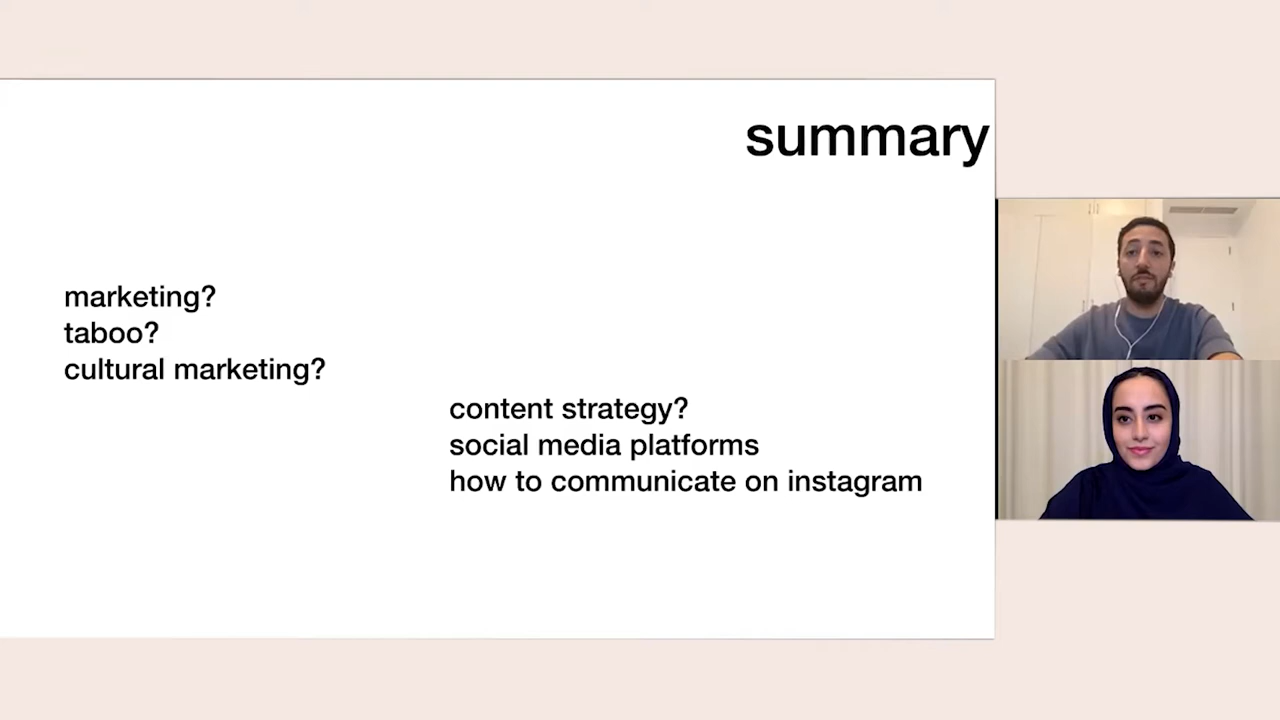 summary
marketing?
taboo?
cultural marketing?
content strategy?
social media platforms
how to communicate on instagram